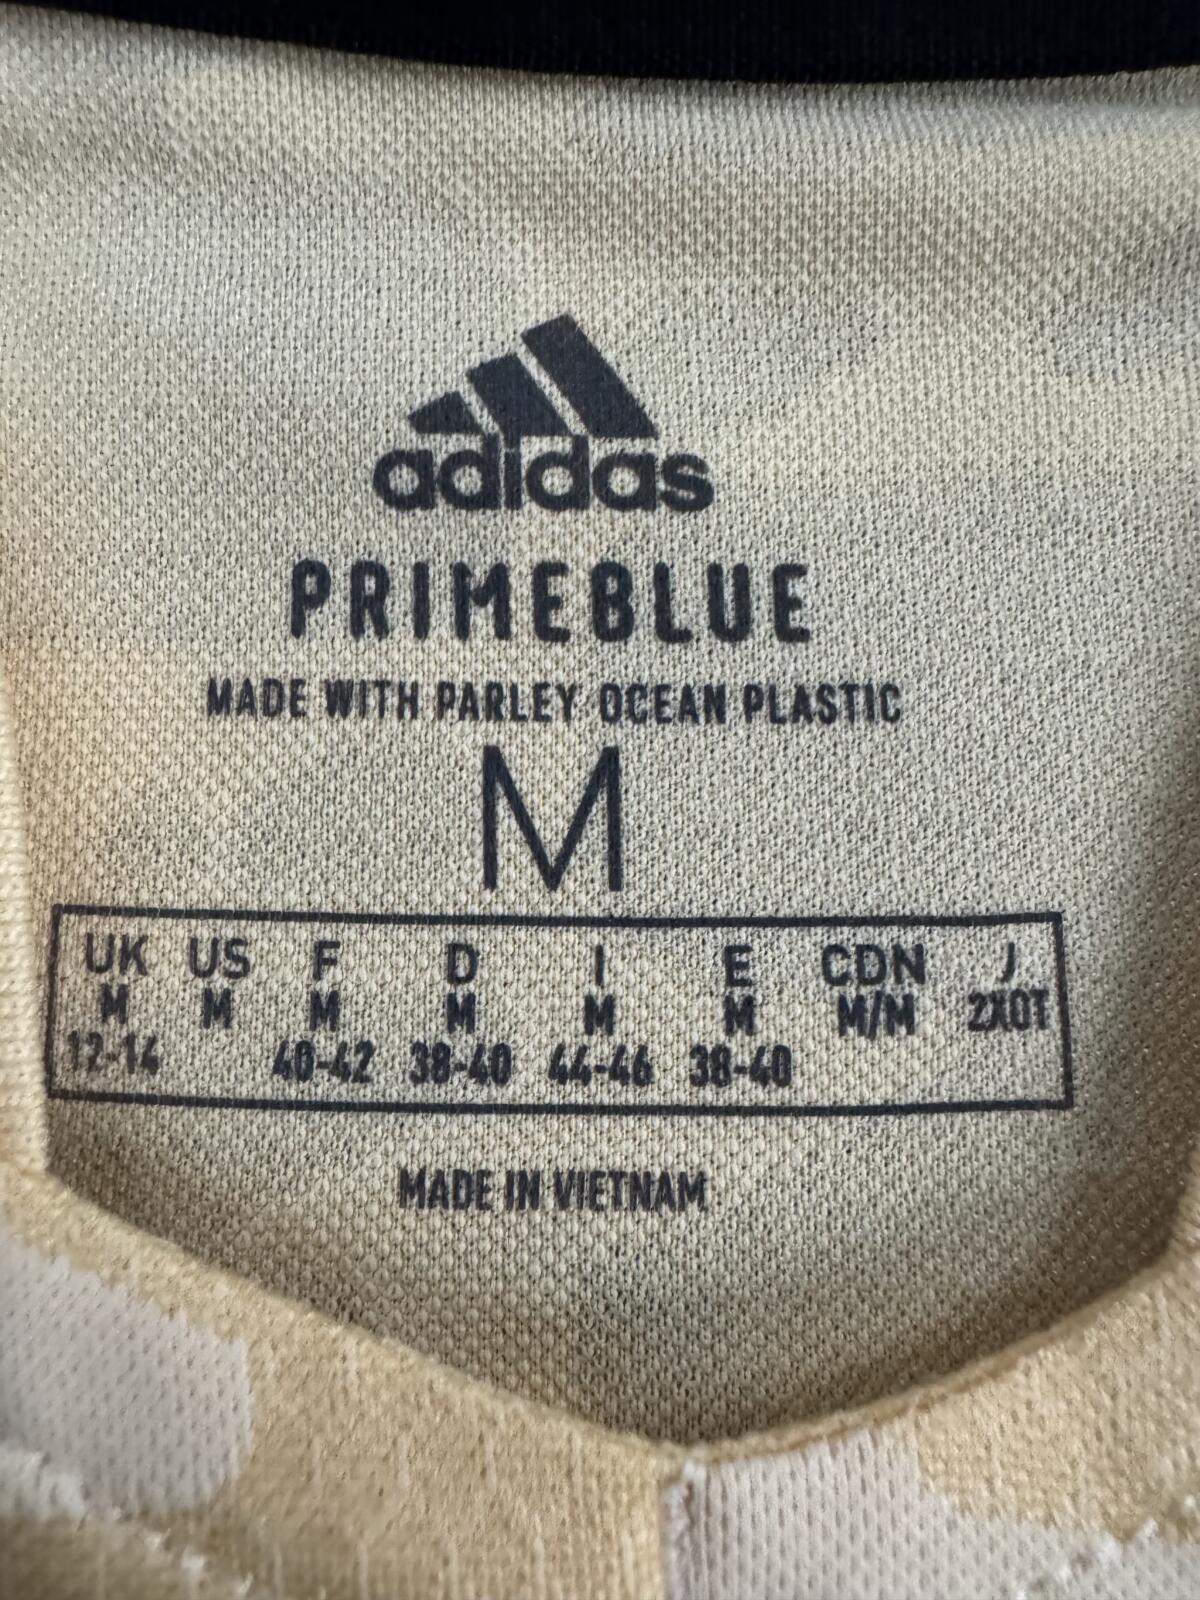 adidas
PRIMEBLUE
MADE WITH PARLEY OCEAN PLASTIC
M
UK US F D I E CDN J
M M M M M M M/M 2XOT
12-14 40-42 38-40 44-46 38-40
MADE IN VIETNAM